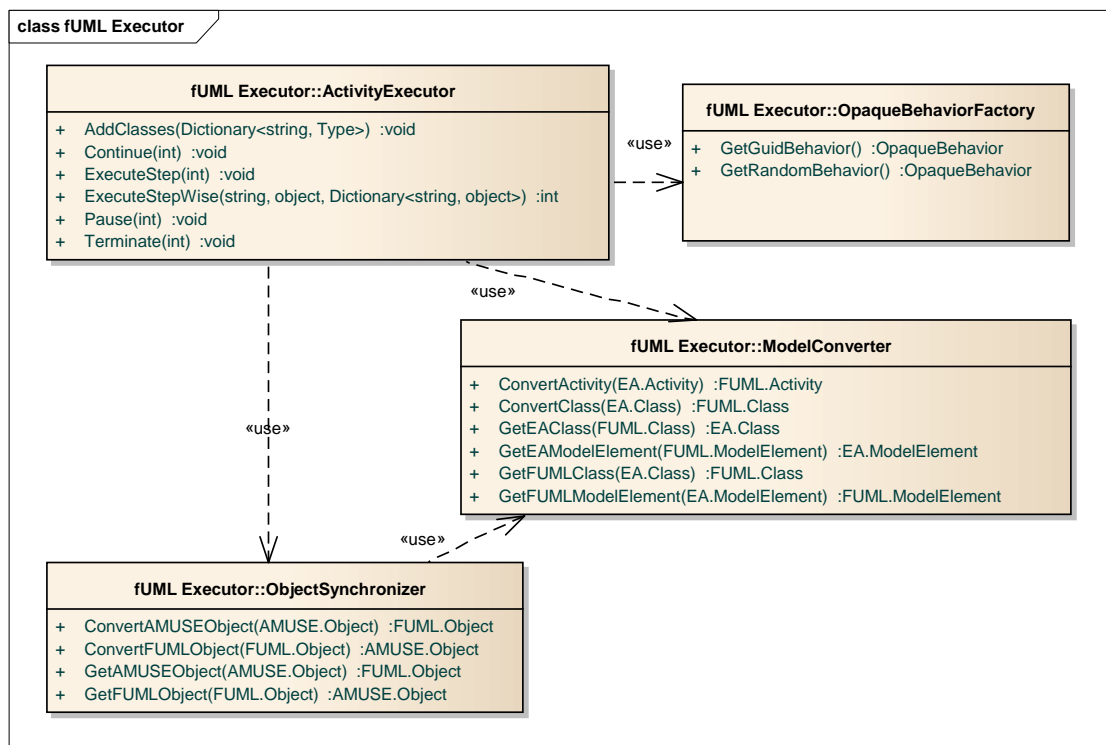 class fUML Executor
fUML Executor::ActivityExecutor
+ AddClasses(Dictionary<string, Type>) :void
+ Continue(int) :void
+ ExecuteStep(int) :void
+ ExecuteStepWise(string, object, Dictionary<string, object>) :int
+ Pause(int) :void
+ Terminate(int) :void
«use»
fUML Executor::OpaqueBehaviorFactory
+ GetGuidBehavior() :OpaqueBehavior
+ GetRandomBehavior() :OpaqueBehavior
«use»
fUML Executor::ModelConverter
+ ConvertActivity(EA.Activity) :FUML.Activity
+ ConvertClass(EA.Class) :FUML.Class
+ GetEAClass(FUML.Class) :EA.Class
+ GetEAModelElement(FUML.ModelElement) :EA.ModelElement
+ GetFUMLClass(EA.Class) :FUML.Class
+ GetFUMLModelElement(EA.ModelElement) :FUML.ModelElement
«use»
«use»
fUML Executor::ObjectSynchronizer
+ ConvertAMUSEObject(AMUSE.Object) :FUML.Object
+ ConvertFUMLObject(FUML.Object) :AMUSE.Object
+ GetAMUSEObject(AMUSE.Object) :FUML.Object
+ GetFUMLObject(FUML.Object) :AMUSE.Object